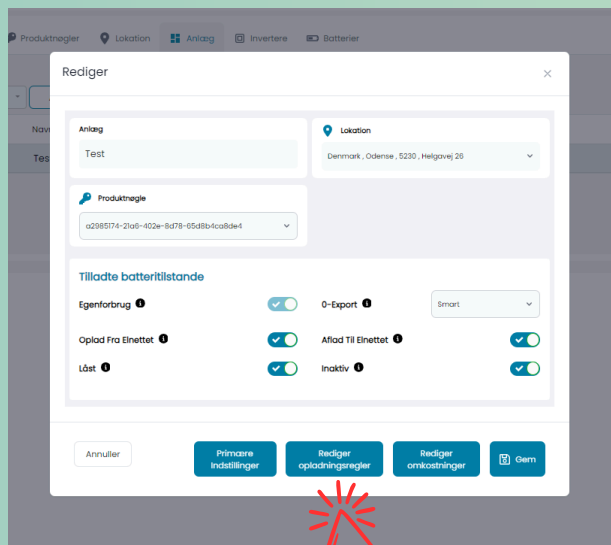 Produktnøgler Lokation Anlæg Invertere Batterier
Rediger
Anlæg
Test
Lokation
Denmark , Odense , 5230 , Helgavej 26
Produktnøgle
a2985174-21a6-402e-8d78-65d8b4ca8de4
Tilladte batteritilstande
Egenforbrug
0-Export
Smart
Oplad Fra Elnettet
Aflad Til Elnettet
Låst
Inaktiv
Annuller
Primære
Indstillinger
Rediger
opladningsregler
Rediger
omkostninger
Gem